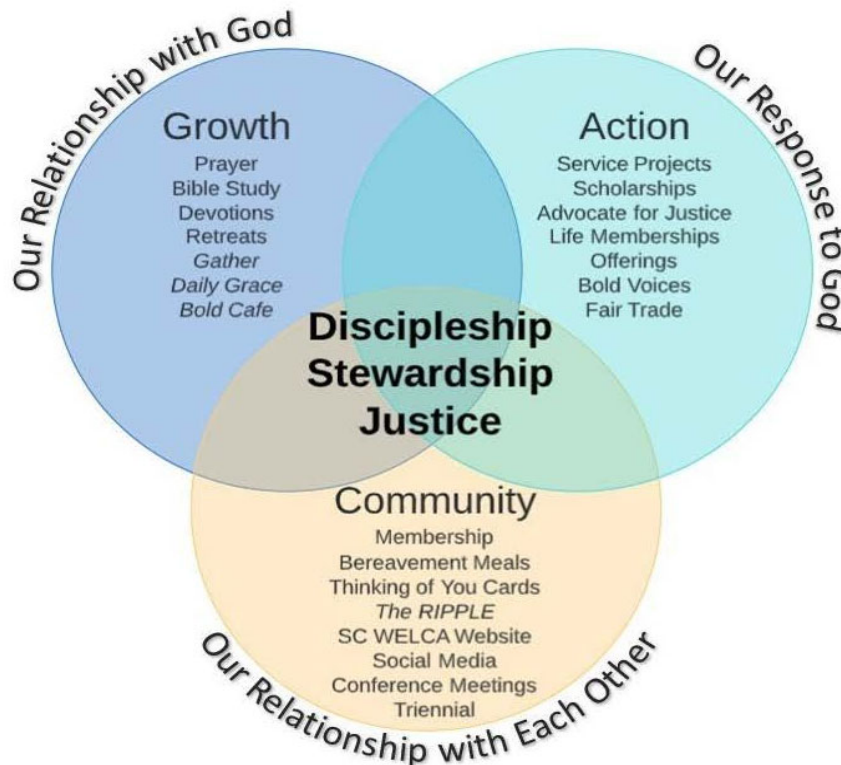 Our Relationship with God
Growth
Prayer
Bible Study
Devotions
Retreats
Gather
Daily Grace
Bold Cafe
Our Response to God
Action
Service Projects
Scholarships
Advocate for Justice
Life Memberships
Offerings
Bold Voices
Fair Trade
Discipleship
Stewardship
Justice
Community
Membership
Bereavement Meals
Thinking of You Cards
The RIPPLE
SC WELCA Website
Social Media
Conference Meetings
Triennial
Our Relationship with Each Other